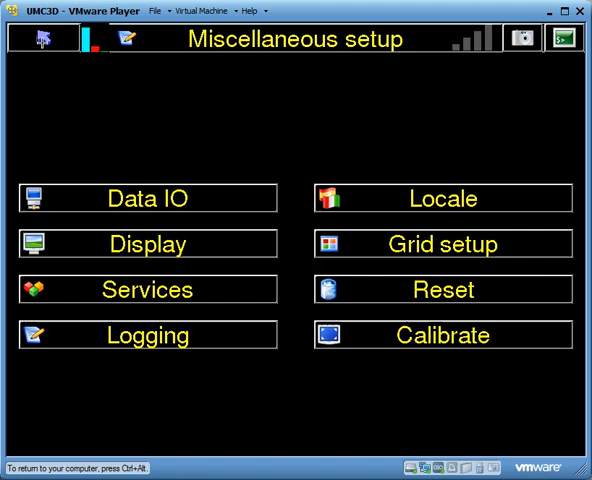 UMC3D - VMware Player File Virtual Machine Help
Miscellaneous setup
Data IO
Locale
Display
Grid setup
Services
Reset
Logging
Calibrate
To return to your computer, press Ctrl+Alt.
vmware